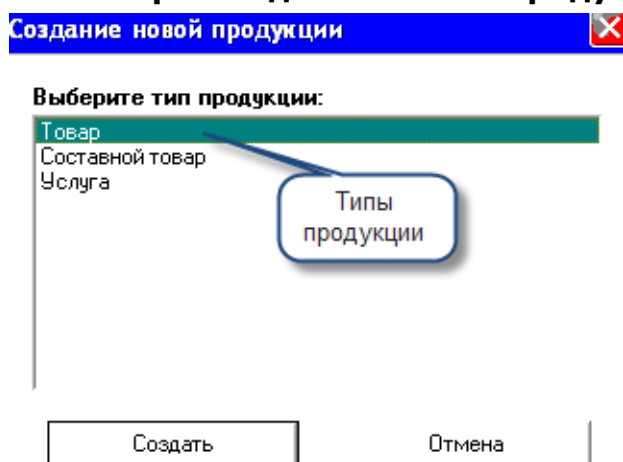 Создание новой продукции
Выберите тип продукции:
Товар
Составной товар
Услуга
Типы
продукции
Создать
Отмена